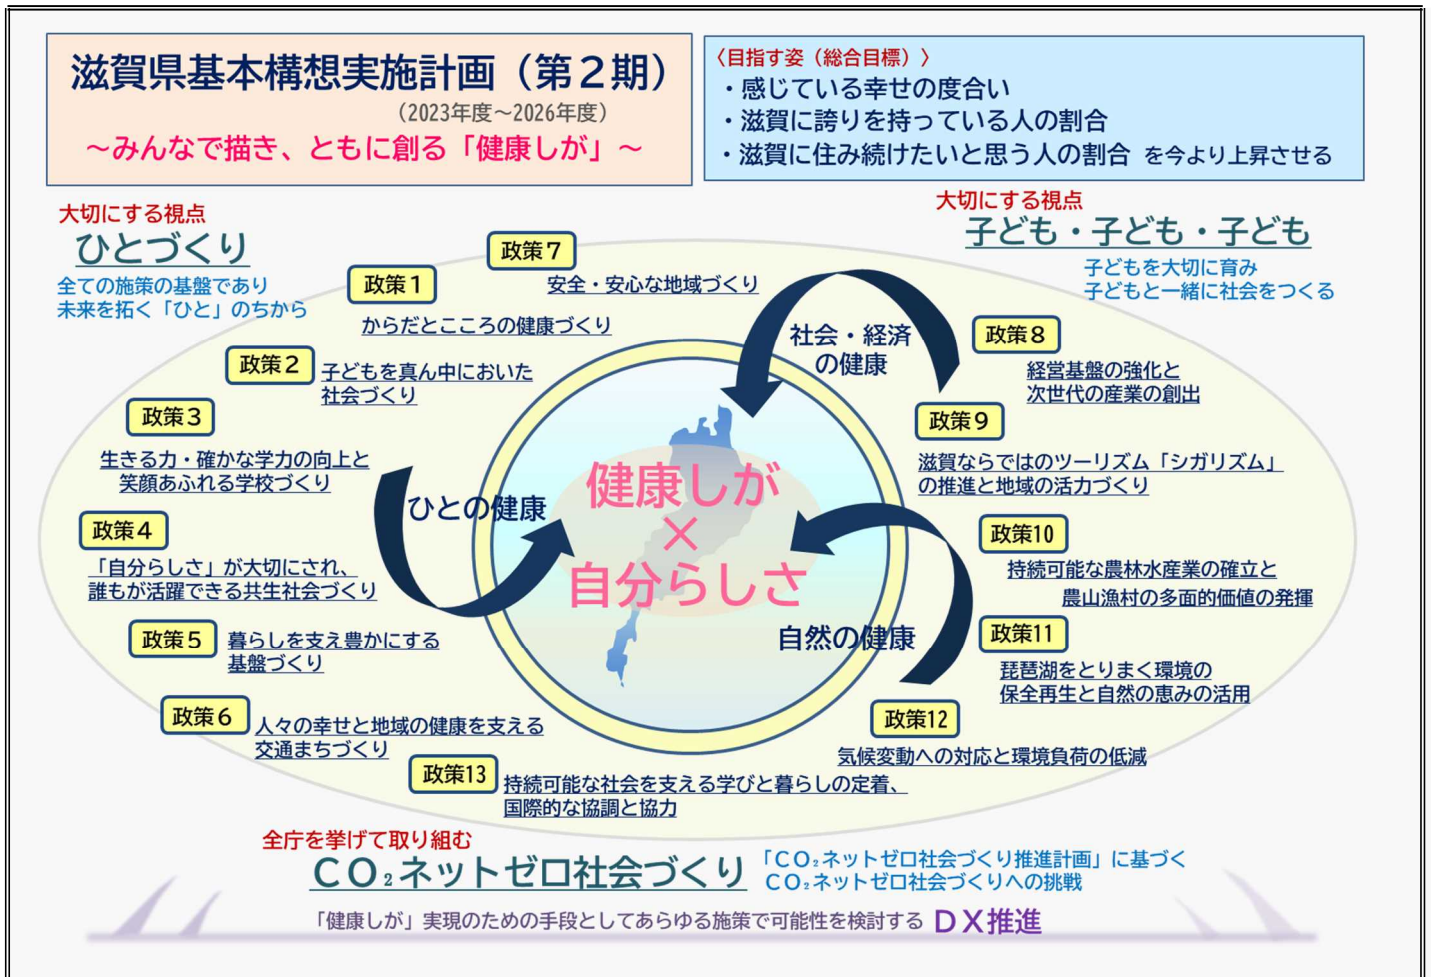 滋賀県基本構想実施計画（第２期）
（2023年度～2026年度）
～みんなで描き、ともに創る「健康しが」～
〈目指す姿（総合目標）〉
・感じている幸せの度合い
・滋賀に誇りを持っている人の割合
・滋賀に住み続けたいと思う人の割合 を今より上昇させる
大切にする視点
ひとづくり
全ての施策の基盤であり
未来を拓く「ひと」のちから
大切にする視点
子ども・子ども・子ども
子どもを大切に育み
子どもと一緒に社会をつくる
政策７
安全・安心な地域づくり
政策１
からだとこころの健康づくり
政策２
子どもを真ん中においた
社会づくり
政策３
生きる力・確かな学力の向上と
笑顔あふれる学校づくり
政策４
「自分らしさ」が大切にされ、
誰もが活躍できる共生社会づくり
政策５
暮らしを支え豊かにする
基盤づくり
政策６
人々の幸せと地域の健康を支える
交通まちづくり
ひとの健康
社会・経済
の健康
自然の健康
健康しが
×
自分らしさ
政策８
経営基盤の強化と
次世代の産業の創出
政策９
滋賀ならではのツーリズム「シガリズム」
の推進と地域の活力づくり
政策10
持続可能な農林水産業の確立と
農山漁村の多面的価値の発揮
政策11
琵琶湖をとりまく環境の
保全再生と自然の恵みの活用
政策12
気候変動への対応と環境負荷の低減
政策13
持続可能な社会を支える学びと暮らしの定着、
国際的な協調と協力
全庁を挙げて取り組む
ＣＯ₂ネットゼロ社会づくり
「ＣＯ₂ネットゼロ社会づくり推進計画」に基づく
ＣＯ₂ネットゼロ社会づくりへの挑戦
「健康しが」実現のための手段としてあらゆる施策で可能性を検討する ＤＸ推進